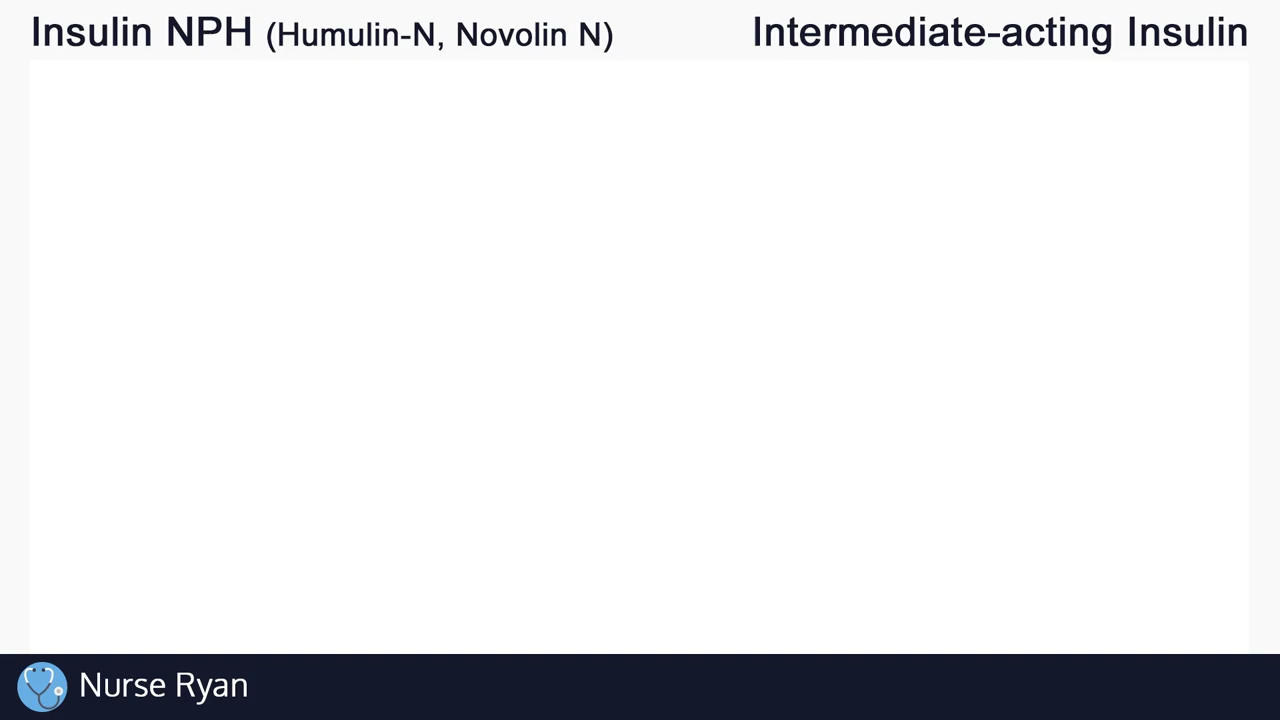 Insulin NPH (Humulin-N, Novolin N) Intermediate-acting Insulin
Nurse Ryan